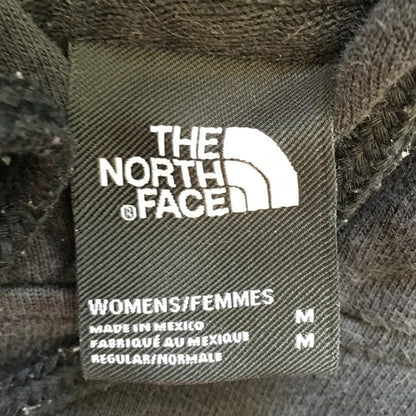 THE
NORTH
®FACE
WOMENS/FEMMES
MADE IN MEXICO M
FABRIQUÉ AU MEXIQUE M
REGULAR/NORMALE